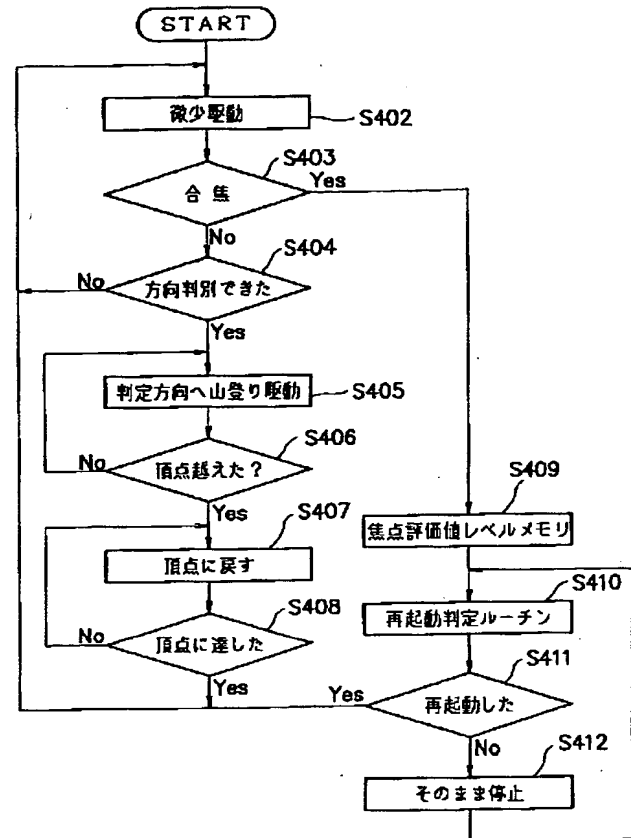 START
微少駆動
S402
S403
合焦
Yes
No
S404
方向判別できた
No
Yes
判定方向へ山登り駆動
S405
S406
頂点越えた？
No
Yes
S407
頂点に戻す
S408
頂点に達した
No
Yes
S409
焦点評価値レベルメモリ
S410
再起動判定ルーチン
S411
再起動した
Yes
No
S412
そのまま停止